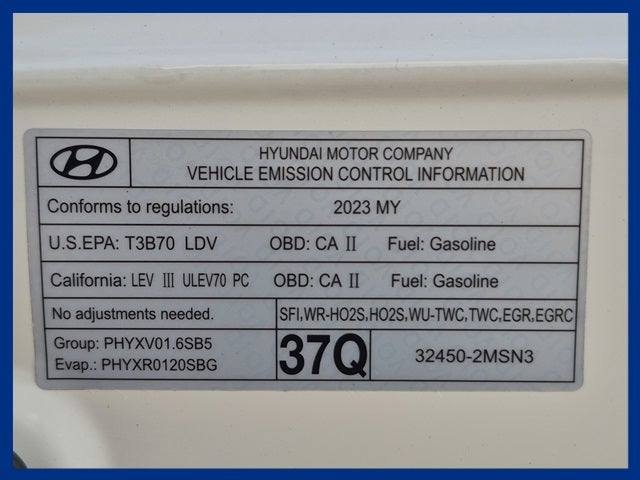 HYUNDAI MOTOR COMPANY
VEHICLE EMISSION CONTROL INFORMATION
Conforms to regulations: 2023 MY
U.S.EPA: T3B70 LDV OBD: CA II Fuel: Gasoline
California: LEV III ULEV70 PC OBD: CA II Fuel: Gasoline
No adjustments needed. SFI,WR-HO2S,HO2S,WU-TWC,TWC,EGR,EGRC
Group: PHYXV01.6SB5
Evap.: PHYXR0120SBG
37Q
32450-2MSN3